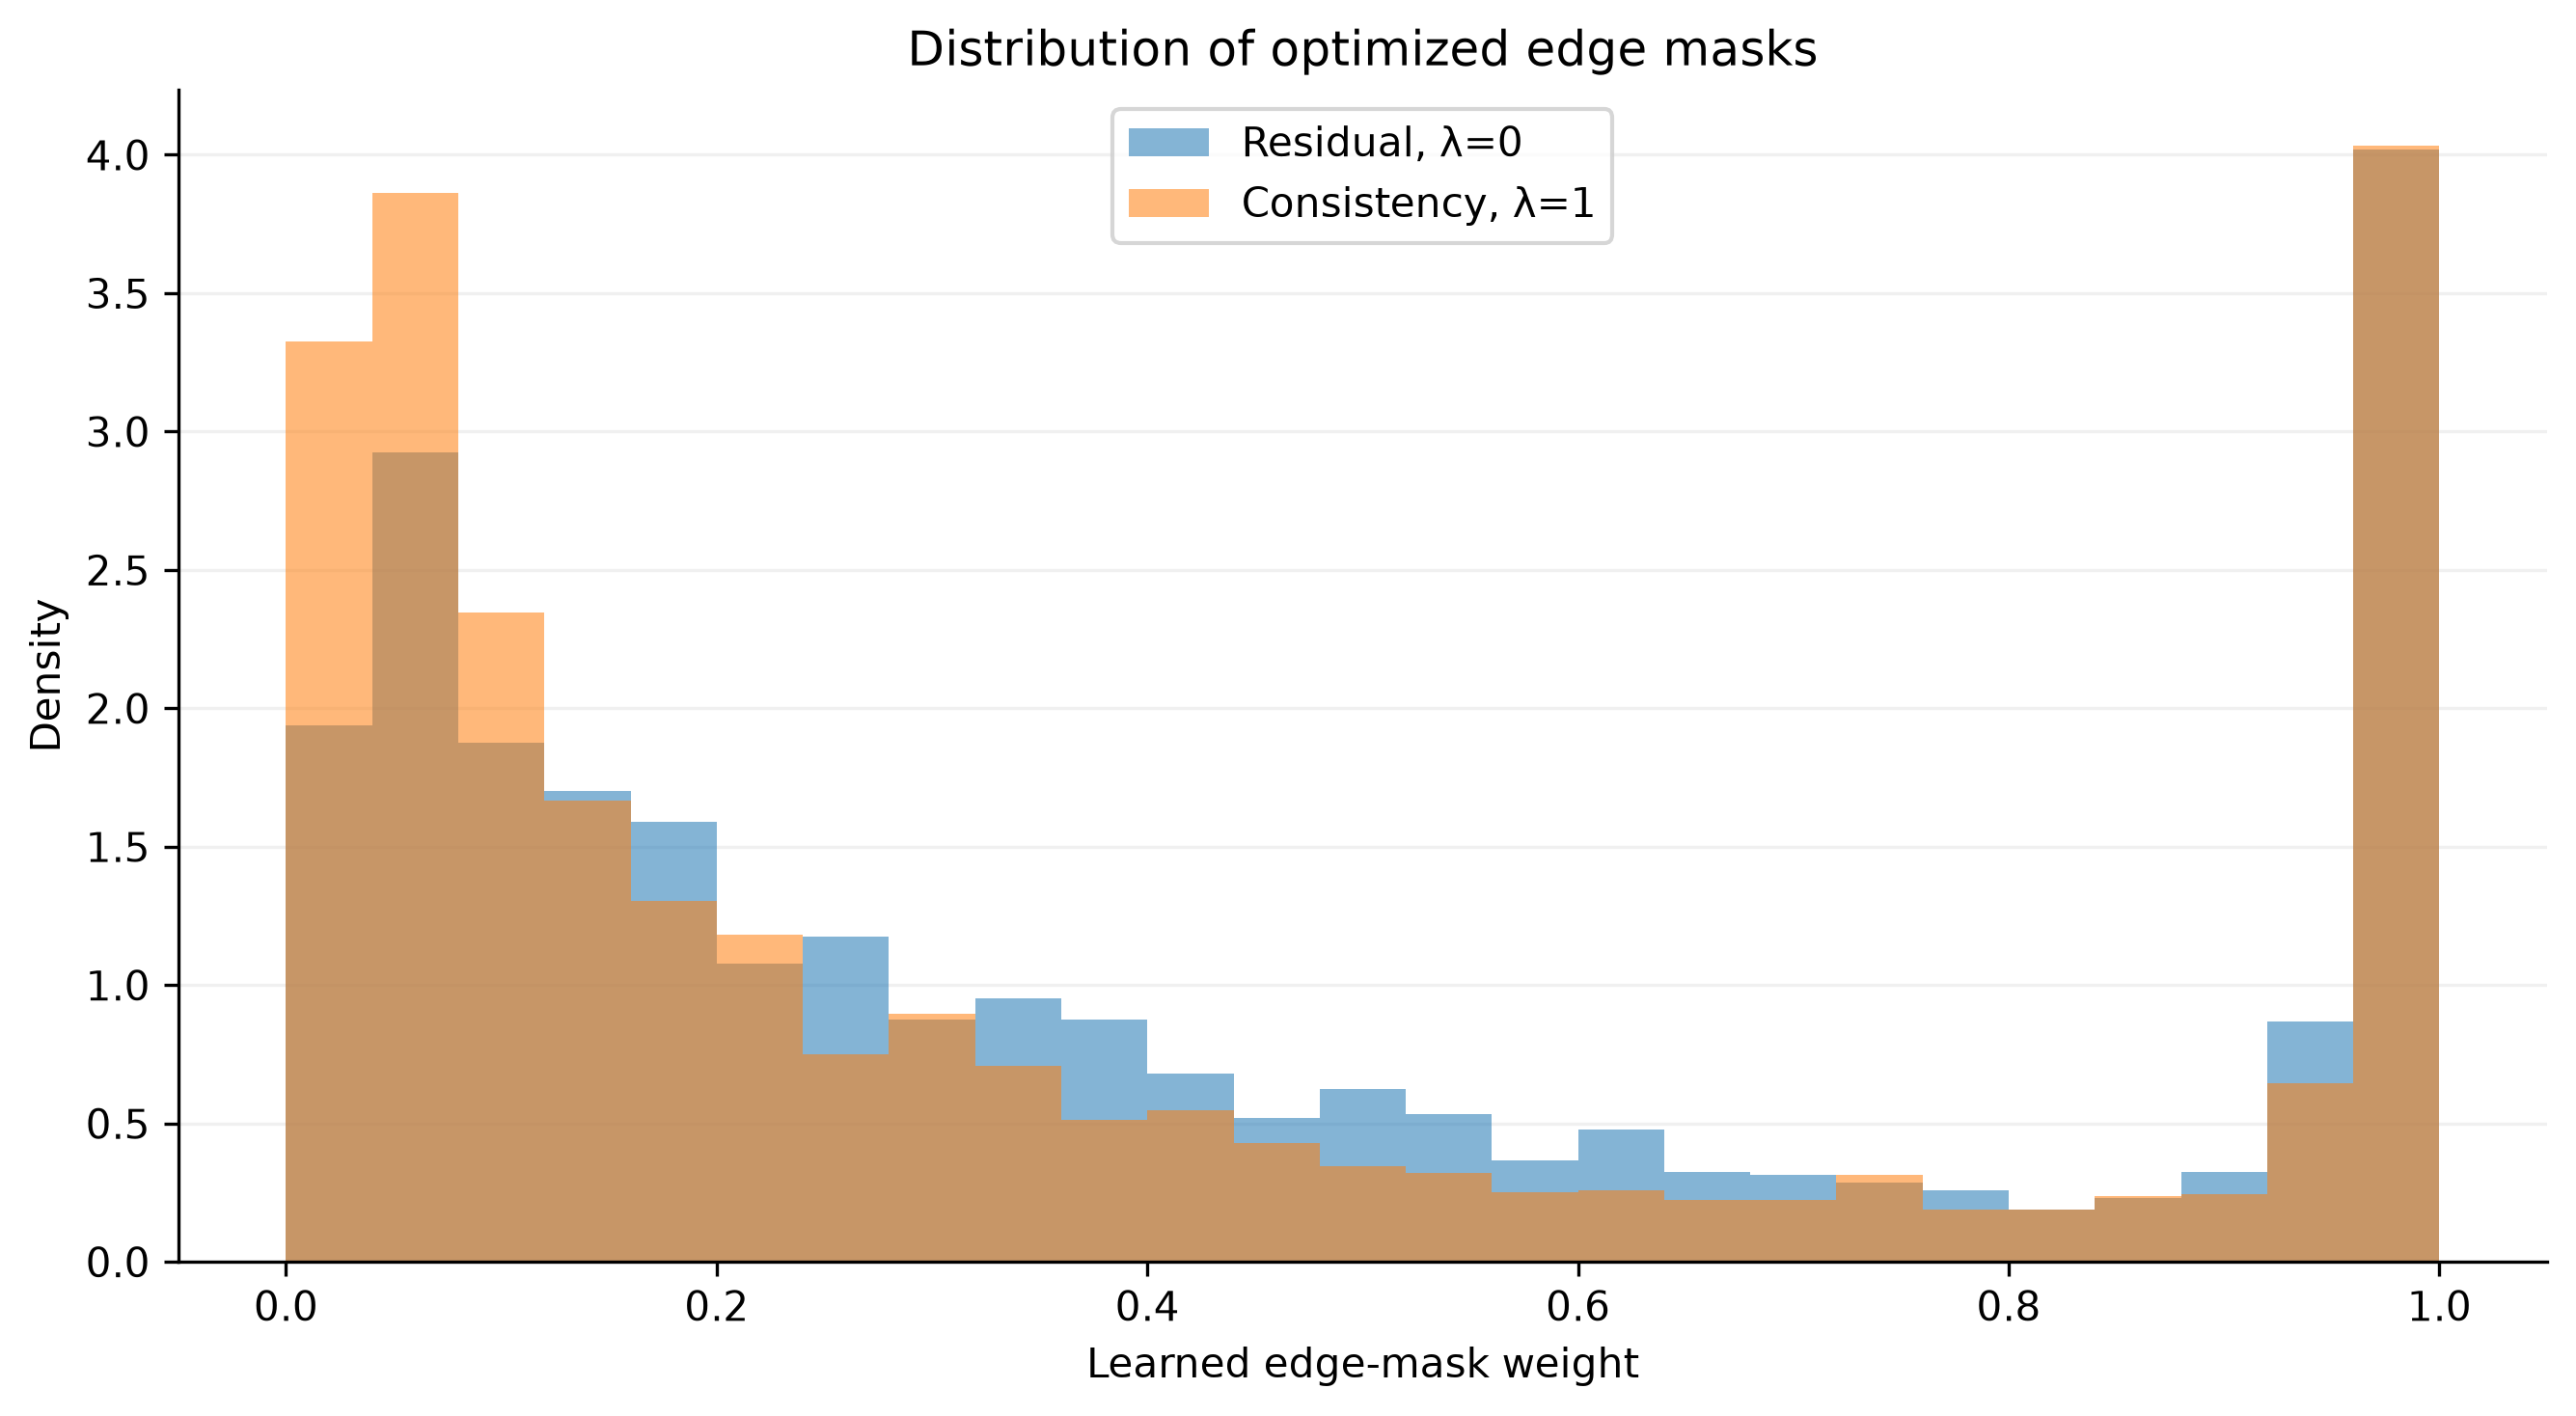 Distribution of optimized edge masks
Residual, λ=0
Consistency, λ=1
Density
4.0
3.5
3.0
2.5
2.0
1.5
1.0
0.5
0.0
0.0 0.2 0.4 0.6 0.8 1.0
Learned edge-mask weight